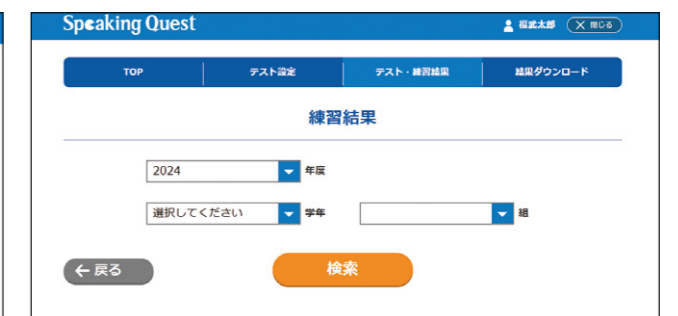 Speaking Quest 福武太郎 × 閉じる
TOP テスト設定 テスト・練習結果 結果ダウンロード
練習結果
2024 年度
選択してください 学年 組
← 戻る 検索